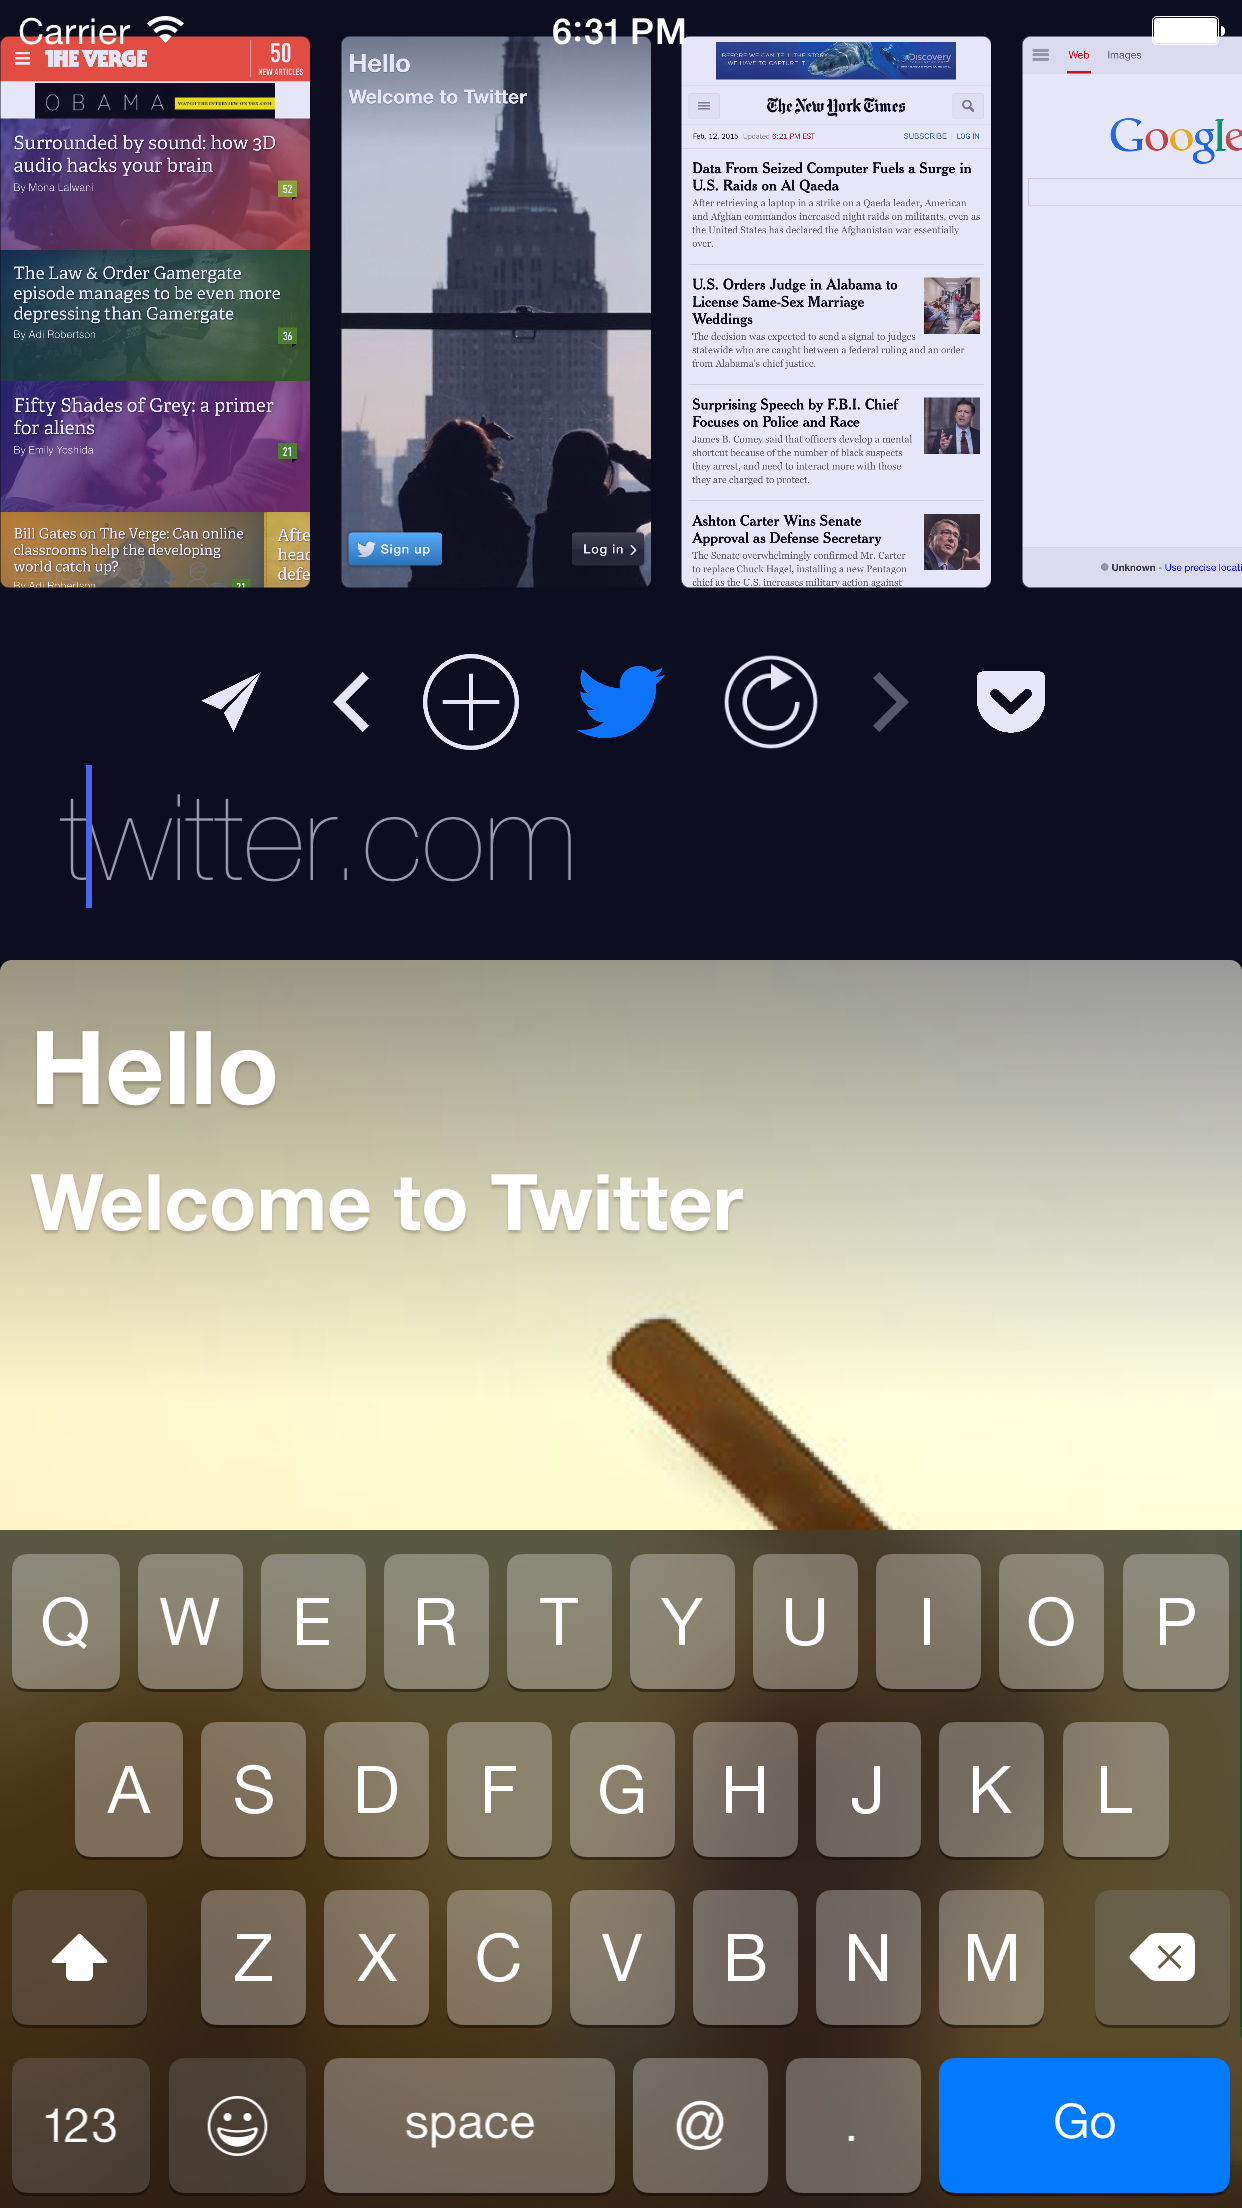 Carrier
6:31 PM
THE VERGE
50
NEW ARTICLES
OBAMA
WATCH THE INTERVIEW ON VOX.COM
Surrounded by sound: how 3D
audio hacks your brain
By Mona Lalwani
52
The Law & Order Gamergate
episode manages to be even more
depressing than Gamergate
By Adi Robertson
36
Fifty Shades of Grey: a primer
for aliens
By Emily Yoshida
21
Bill Gates on The Verge: Can online
classrooms help the developing
world catch up?
By Adi Robertson
21
Afte
head
defe
Hello
Welcome to Twitter
Sign up
Log in
BEFORE WE CAN TELL THE STORY
WE HAVE TO CAPTURE IT.
Discovery
The New York Times
Feb. 12, 2015 Updated 6:21 PM EST
SUBSCRIBE
LOG IN
Data From Seized Computer Fuels a Surge in
U.S. Raids on Al Qaeda
After retrieving a laptop in a strike on a Qaeda leader, American
and Afghan commandos increased night raids on militants, even as
the United States has declared the Afghanistan war essentially
over.
U.S. Orders Judge in Alabama to
License Same-Sex Marriage
Weddings
The decision was expected to send a signal to judges
statewide who are caught between a federal ruling and an order
from Alabama's chief justice.
Surprising Speech by F.B.I. Chief
Focuses on Police and Race
James B. Comey said that officers develop a mental
shortcut because of the number of black suspects
they arrest, and need to interact more with those
they are charged to protect.
Ashton Carter Wins Senate
Approval as Defense Secretary
The Senate overwhelmingly confirmed Mr. Carter
to replace Chuck Hagel, installing a new Pentagon
chief as the U.S. increases military action against
Web
Images
Google
Unknown - Use precise locati
twitter.com
Hello
Welcome to Twitter
Q W E R T Y U I O P
A S D F G H J K L
Z X C V B N M
123 space @ . Go